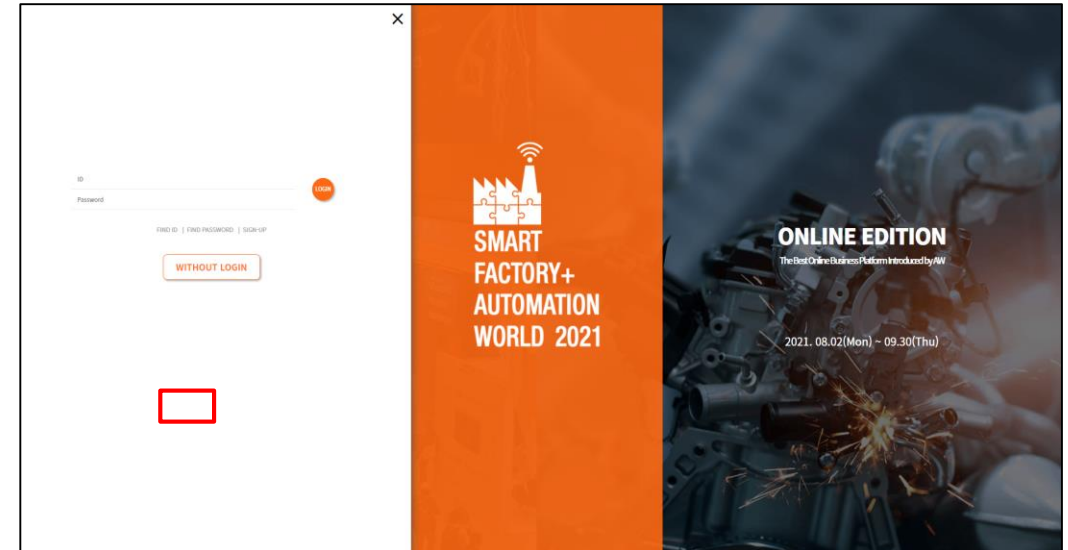 ID
LOGIN
Password
FIND ID | FIND PASSWORD | SIGN-UP
WITHOUT LOGIN
SMART
FACTORY+
AUTOMATION
WORLD 2021
ONLINE EDITION
The Best Online Business Platform Introduced by AW
2021. 08.02(Mon) ~ 09.30(Thu)